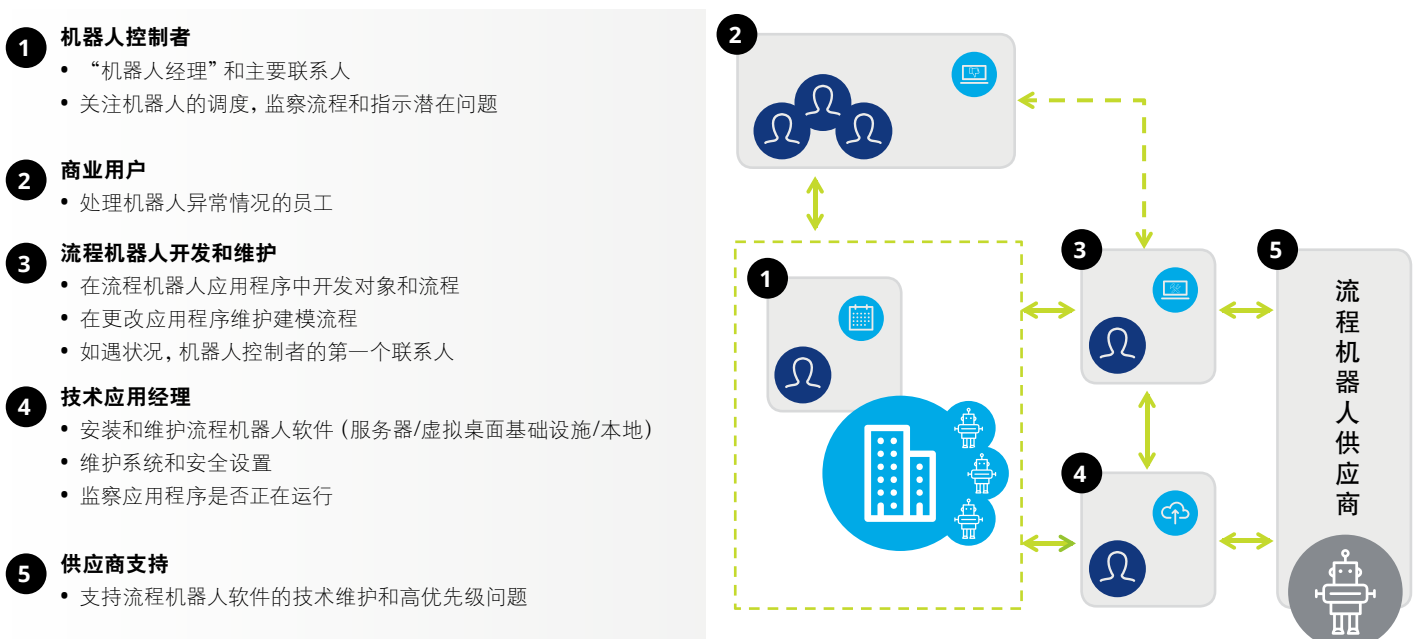 1 机器人控制者
• “机器人经理”和主要联系人
• 关注机器人的调度，监察流程和指示潜在问题
2 商业用户
• 处理机器人异常情况的员工
3 流程机器人开发和维护
• 在流程机器人应用程序中开发对象和流程
• 在更改应用程序维护建模流程
• 如遇状况，机器人控制者的第一个联系人
4 技术应用经理
• 安装和维护流程机器人软件（服务器/虚拟桌面基础设施/本地）
• 维护系统和安全设置
• 监察应用程序是否正在运行
5 供应商支持
• 支持流程机器人软件的技术维护和高优先级问题
2
1
3
4
5
流程机器人供应商